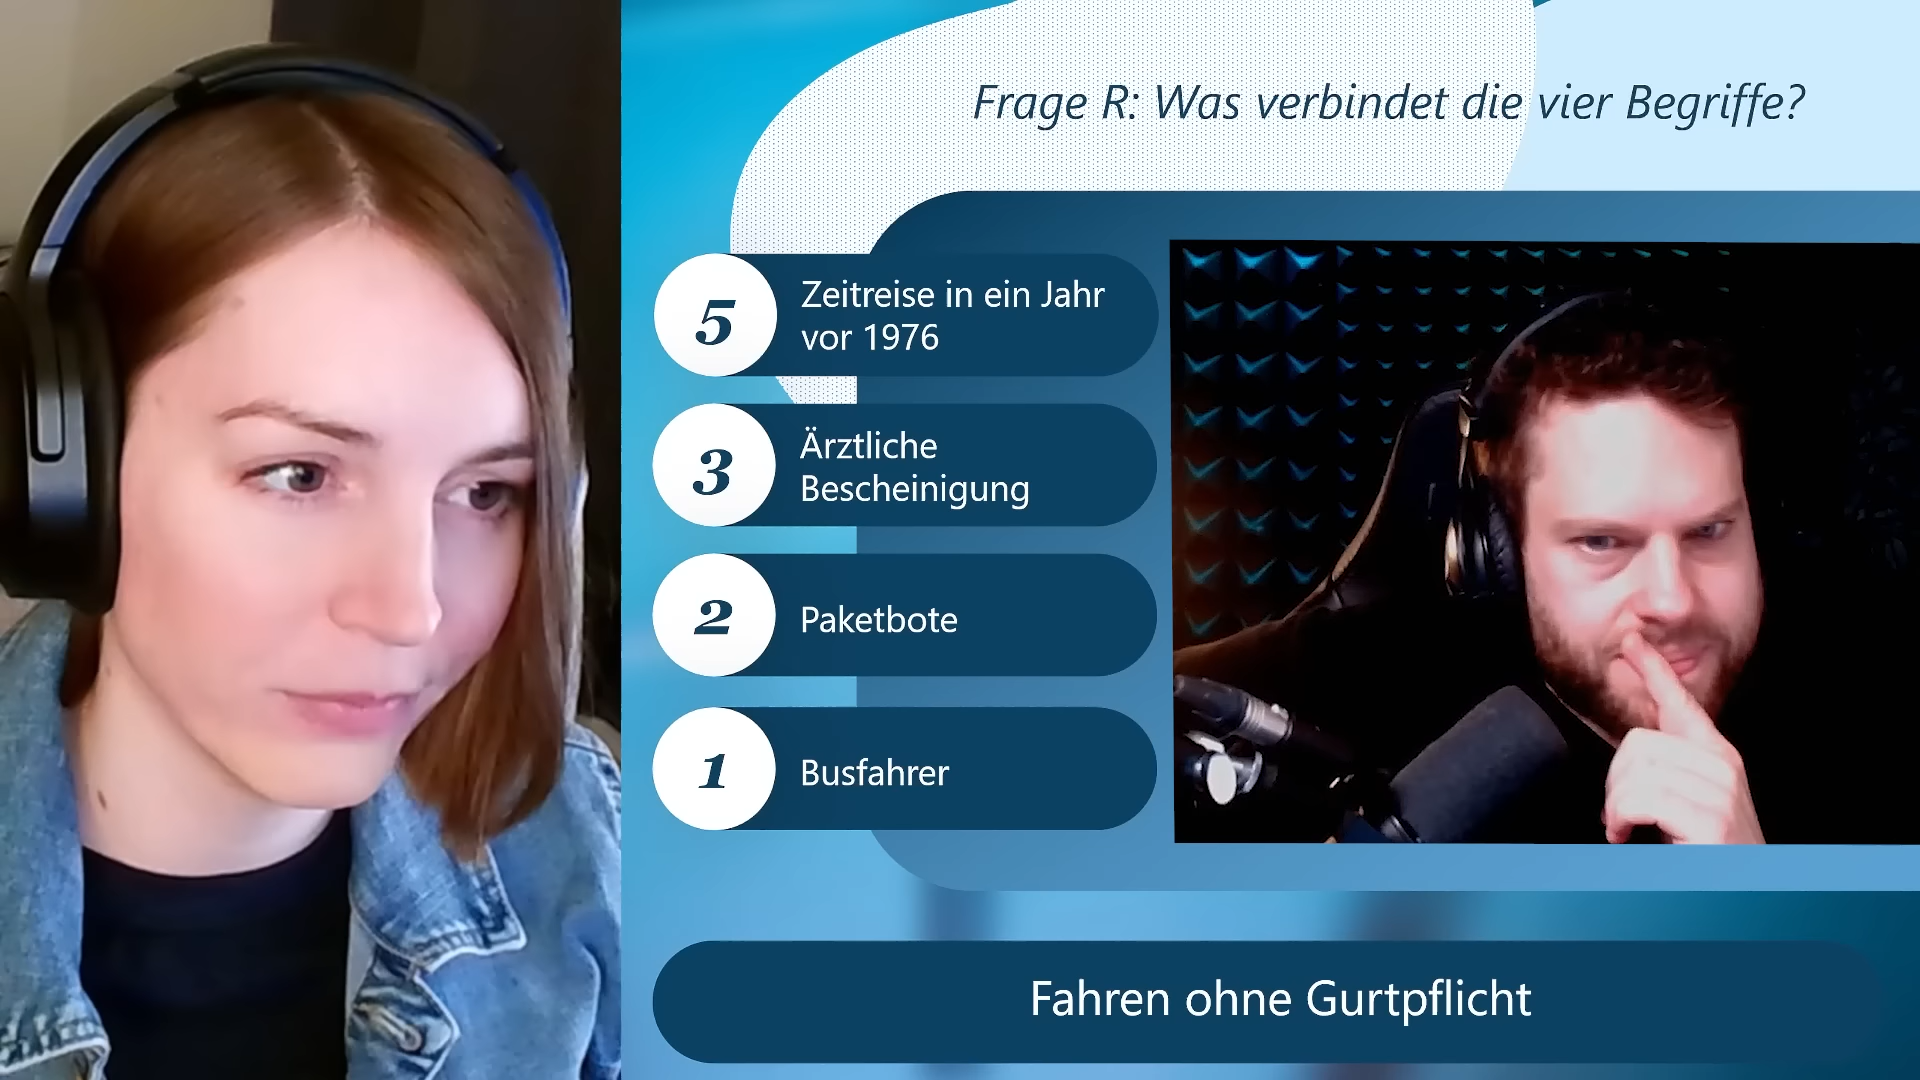 Frage R: Was verbindet die vier Begriffe?
5
Zeitreise in ein Jahr
vor 1976
3
Ärztliche
Bescheinigung
2
Paketbote
1
Busfahrer
Fahren ohne Gurtpflicht